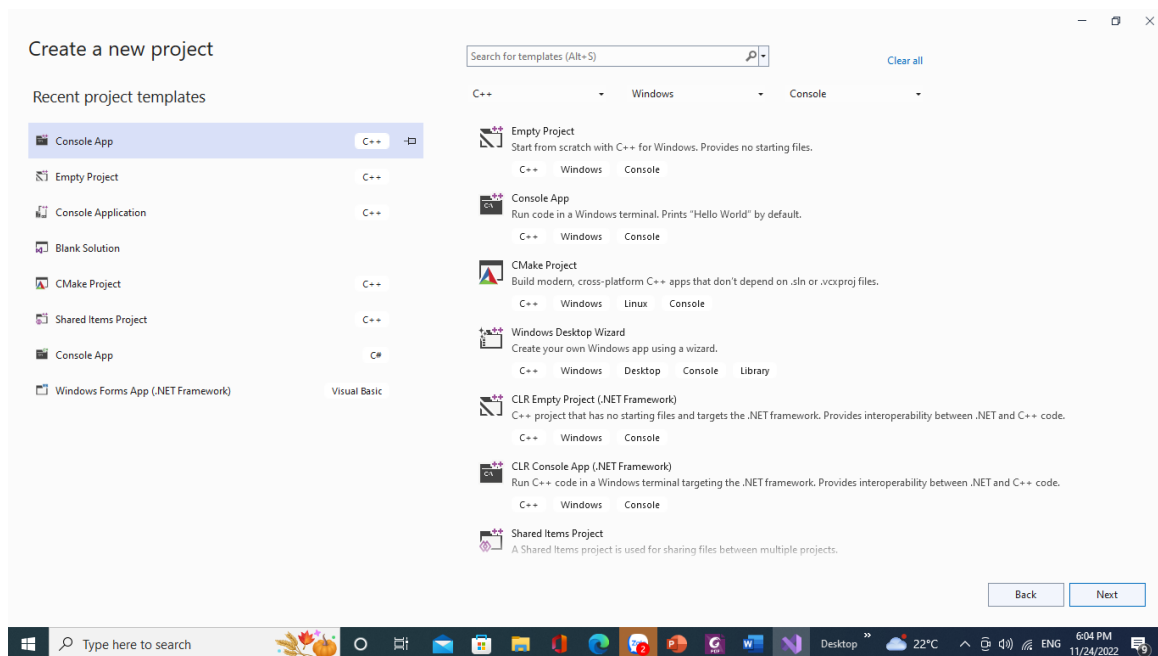 Create a new project
Recent project templates
Console App C++
Empty Project C++
Console Application C++
Blank Solution
CMake Project C++
Shared Items Project C++
Console App C#
Windows Forms App (.NET Framework) Visual Basic
Search for templates (Alt+S)
Clear all
C++ Windows Console
Empty Project
Start from scratch with C++ for Windows. Provides no starting files.
C++ Windows Console
Console App
Run code in a Windows terminal. Prints "Hello World" by default.
C++ Windows Console
CMake Project
Build modern, cross-platform C++ apps that don't depend on .sln or .vcxproj files.
C++ Windows Linux Console
Windows Desktop Wizard
Create your own Windows app using a wizard.
C++ Windows Desktop Console Library
CLR Empty Project (.NET Framework)
C++ project that has no starting files and targets the .NET framework. Provides interoperability between .NET and C++ code.
C++ Windows Console
CLR Console App (.NET Framework)
Run C++ code in a Windows terminal targeting the .NET framework. Provides interoperability between .NET and C++ code.
C++ Windows Console
Shared Items Project
A Shared Items project is used for sharing files between multiple projects.
Back Next
Type here to search
Desktop » 22°C ENG 6:04 PM
11/24/2022